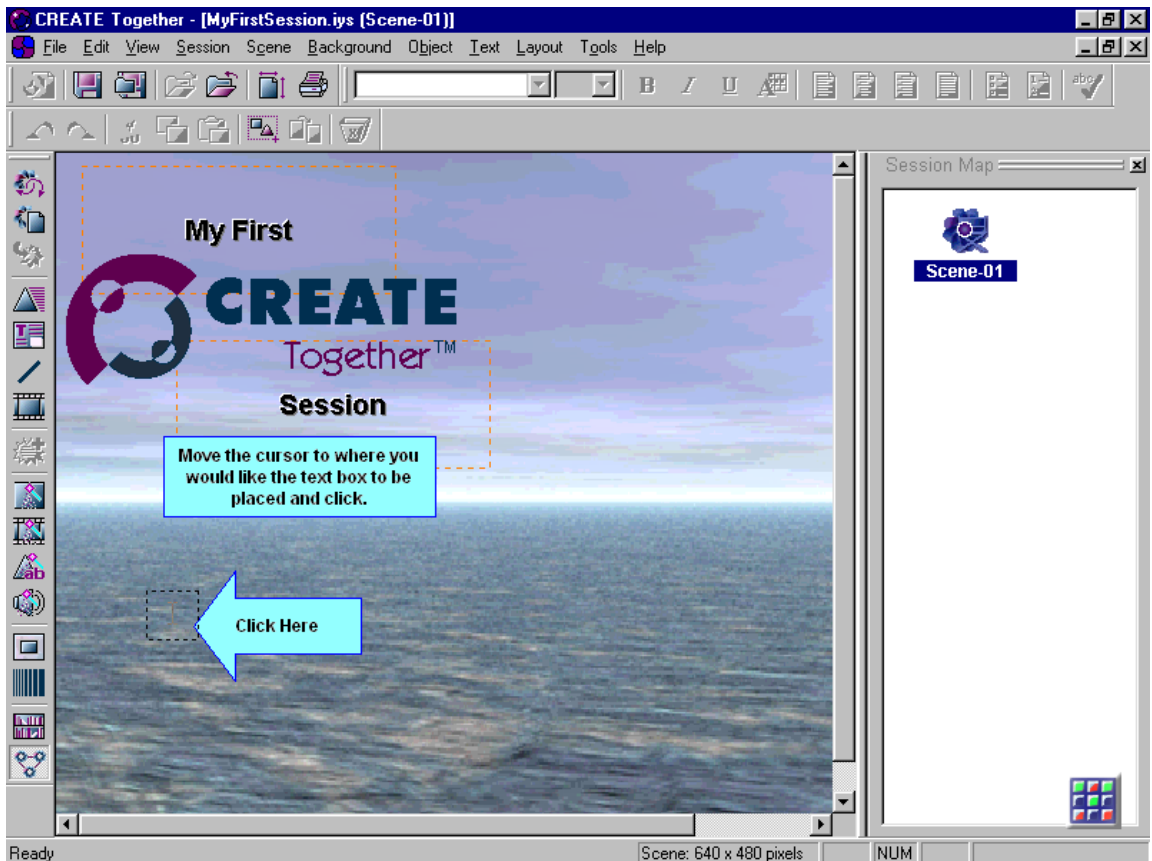 CREATE Together - [MyFirstSession.iys (Scene-01)]
File Edit View Session Scene Background Object Text Layout Tools Help
B I U
abc
My First
CREATE
Together™
Session
Move the cursor to where you
would like the text box to be
placed and click.
Click Here
Session Map
Scene-01
Ready
Scene: 640 x 480 pixels
NUM